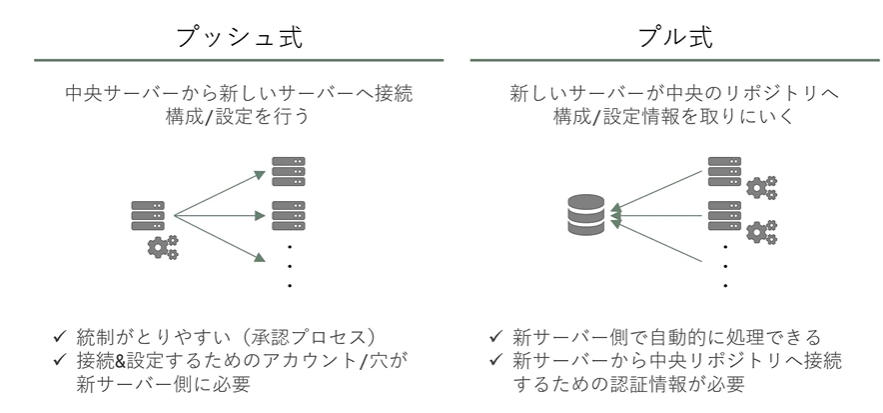 プッシュ式
中央サーバーから新しいサーバーへ接続
構成/設定を行う
✓ 統制がとりやすい（承認プロセス）
✓ 接続&設定するためのアカウント/穴が
新サーバー側に必要
プル式
新しいサーバーが中央のリポジトリへ
構成/設定情報を取りにいく
✓ 新サーバー側で自動的に処理できる
✓ 新サーバーから中央リポジトリへ接続
するための認証情報が必要